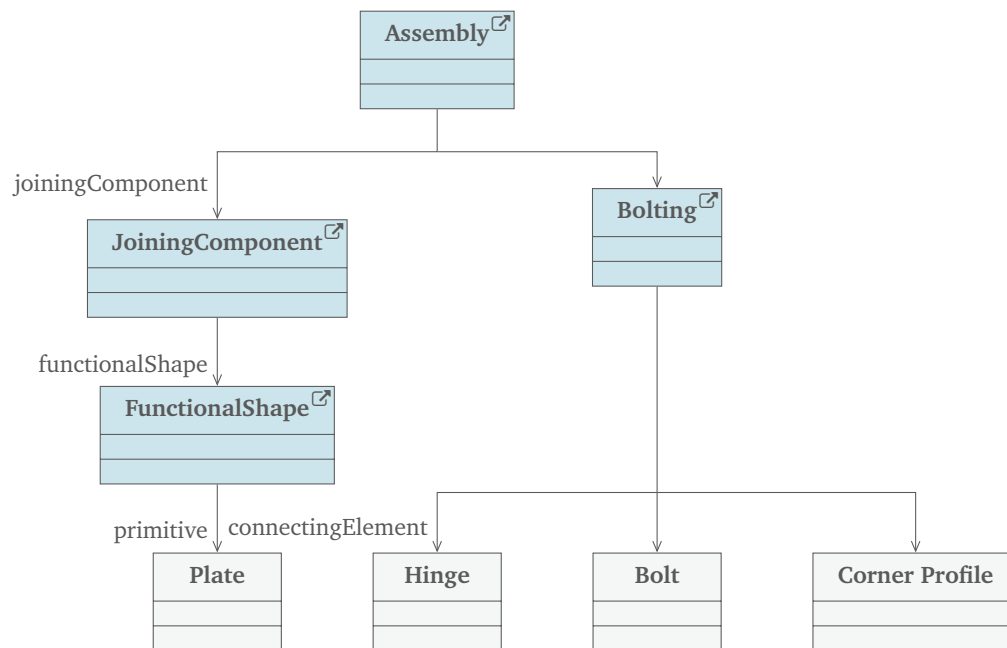 Assembly
joiningComponent
Bolting
JoiningComponent
functionalShape
FunctionalShape
primitive
connectingElement
Plate
Hinge
Bolt
Corner Profile